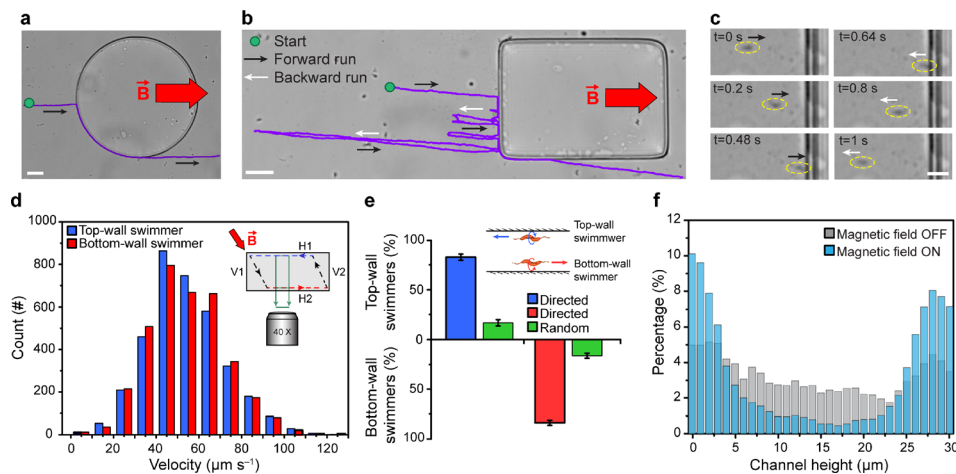 a
B
b
Start
Forward run
Backward run
B
c
t=0 s
t=0.64 s
t=0.2 s
t=0.8 s
t=0.48 s
t=1 s
d
1000
800
600
400
200
0
Count (#)
Top-wall swimmer
Bottom-wall swimmer
B
H1
V1
V2
H2
40 X
0 20 40 60 80 100 120
Velocity (µm s⁻¹)
e
100
50
0
50
100
Top-wall swimmers (%)
Bottom-wall swimmers (%)
Top-wall
swimmwer
Bottom-wall
swimmer
Directed
Directed
Random
f
12
10
8
6
4
2
0
Percentage (%)
Magnetic field OFF
Magnetic field ON
0 5 10 15 20 25 30
Channel height (µm)